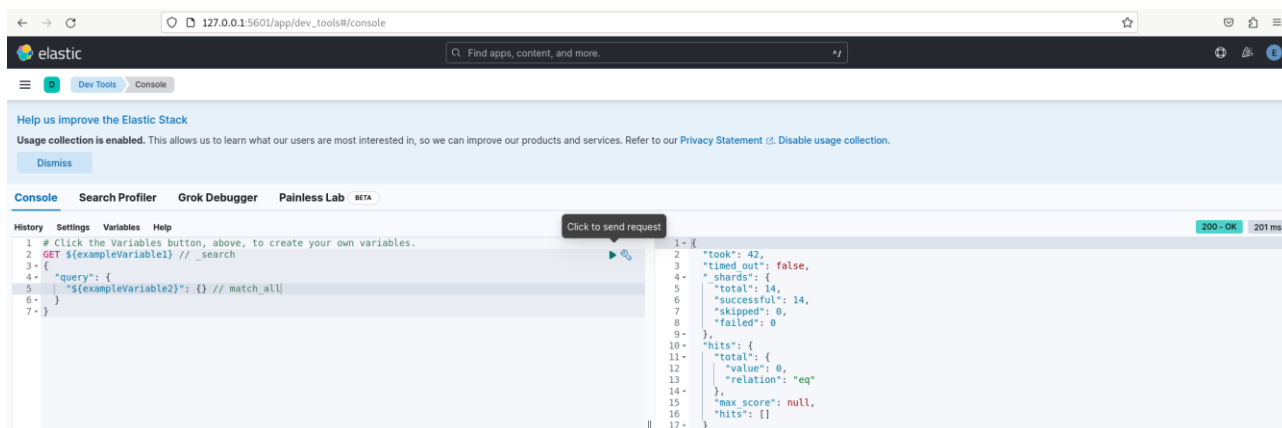 127.0.0.1:5601/app/dev_tools#/console
elastic
Find apps, content, and more.
^/
E
D
Dev Tools
Console
Help us improve the Elastic Stack
Usage collection is enabled. This allows us to learn what our users are most interested in, so we can improve our products and services. Refer to our Privacy Statement. Disable usage collection.
Dismiss
Console Search Profiler Grok Debugger Painless Lab BETA
Click to send request
History Settings Variables Help
200 - OK 201 ms
1 # Click the Variables button, above, to create your own variables.
2 GET ${exampleVariable1} // _search
3 {
4 "query": {
5 "${exampleVariable2}": {} // match_all
6 }
7 }
1 {
2 "took": 42,
3 "timed_out": false,
4 "_shards": {
5 "total": 14,
6 "successful": 14,
7 "skipped": 0,
8 "failed": 0
9 },
10 "hits": {
11 "total": {
12 "value": 0,
13 "relation": "eq"
14 },
15 "max_score": null,
16 "hits": []
17 }